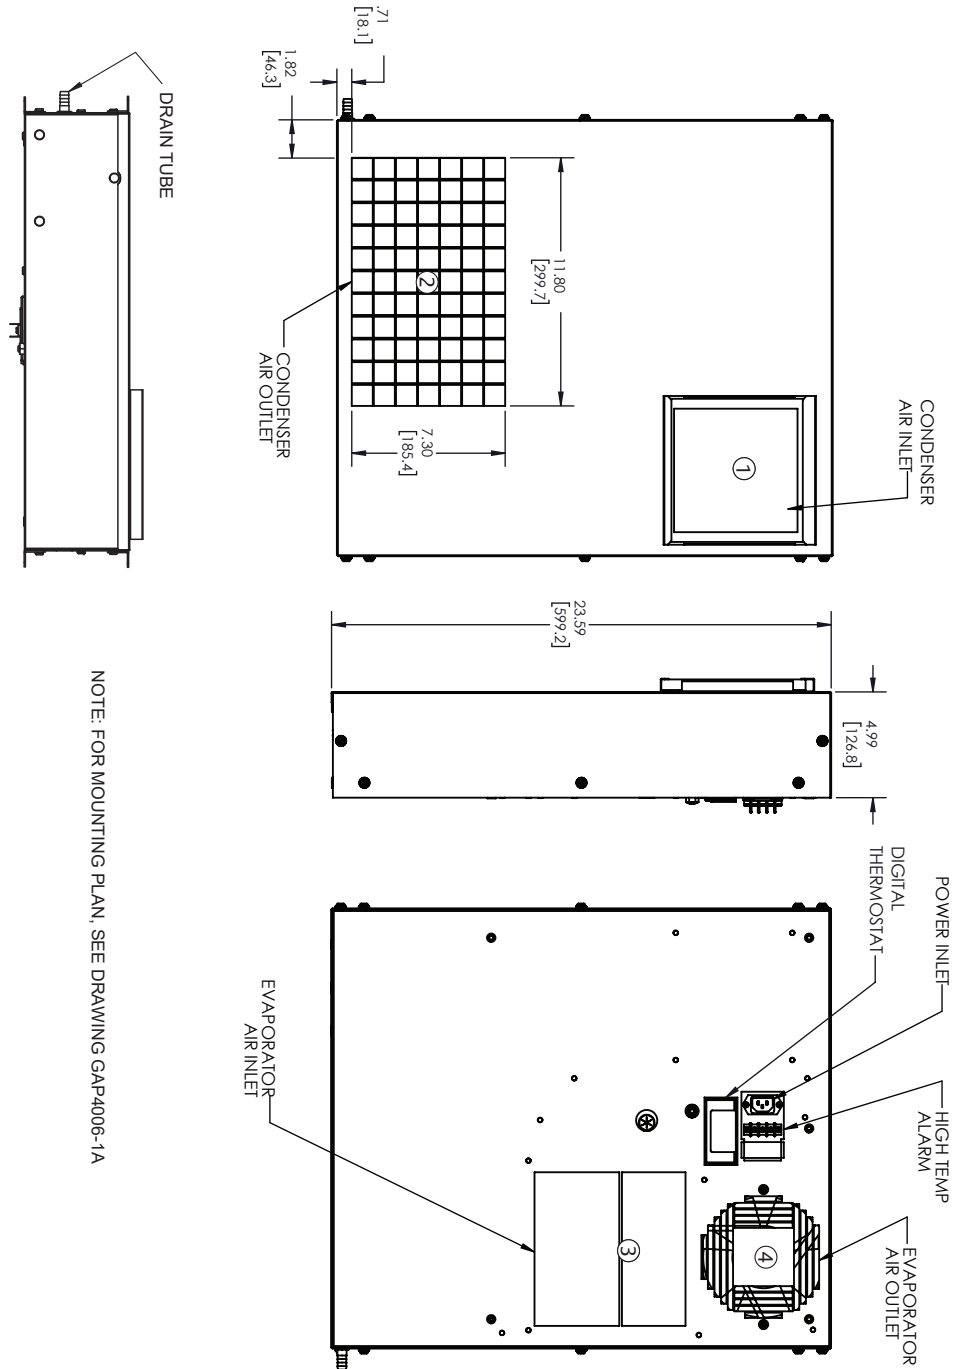 .71
[18.1]
1.82
[46.3]
DRAIN TUBE
11.80
[299.7]
2
CONDENSER
AIR OUTLET
7.30
[185.4]
CONDENSER
AIR INLET
1
23.59
[599.2]
4.99
[126.8]
NOTE: FOR MOUNTING PLAN, SEE DRAWING GAP4006-1A
DIGITAL
THERMOSTAT
POWER INLET
HIGH TEMP
ALARM
EVAPORATOR
AIR INLET
3
4
EVAPORATOR
AIR OUTLET